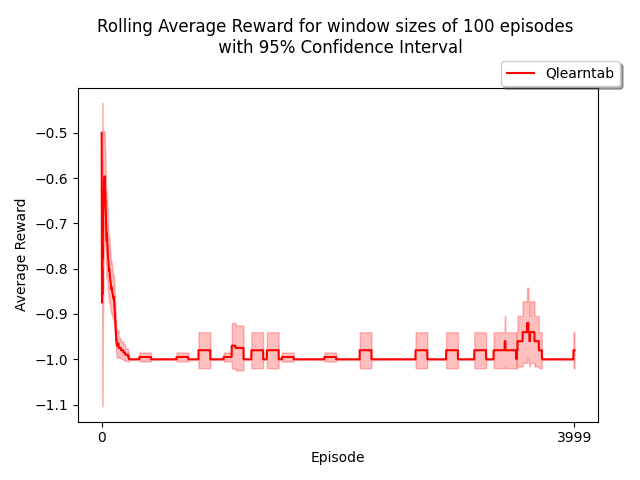 Rolling Average Reward for window sizes of 100 episodes
with 95% Confidence Interval
Qlearntab
Average Reward
−0.5
−0.6
−0.7
−0.8
−0.9
−1.0
−1.1
0
3999
Episode